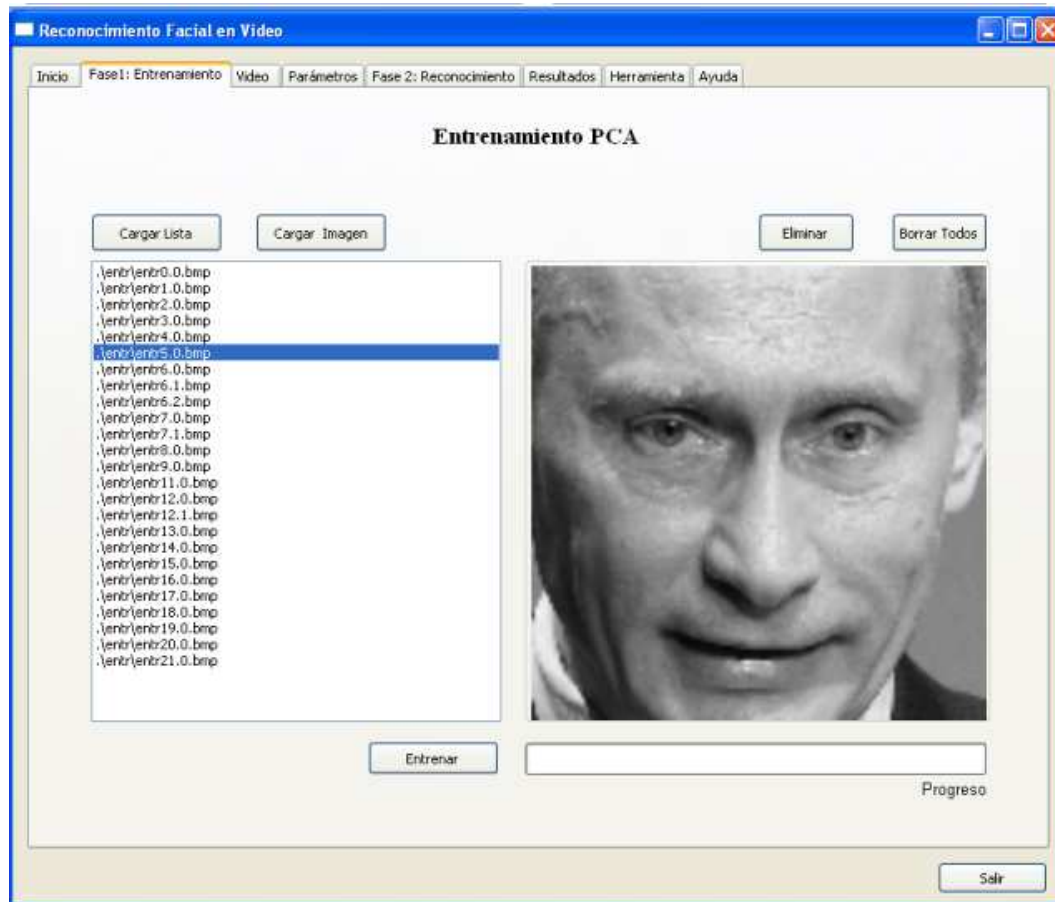 Reconocimiento Facial en Video
Inicio Fase1: Entrenamiento Video Parámetros Fase 2: Reconocimiento Resultados Herramienta Ayuda
Entrenamiento PCA
Cargar Lista Cargar Imagen Eliminar Borrar Todos
.\entr\entr0.0.bmp
.\entr\entr1.0.bmp
.\entr\entr2.0.bmp
.\entr\entr3.0.bmp
.\entr\entr4.0.bmp
.\entr\entr5.0.bmp
.\entr\entr6.0.bmp
.\entr\entr6.1.bmp
.\entr\entr6.2.bmp
.\entr\entr7.0.bmp
.\entr\entr7.1.bmp
.\entr\entr8.0.bmp
.\entr\entr9.0.bmp
.\entr\entr11.0.bmp
.\entr\entr12.0.bmp
.\entr\entr12.1.bmp
.\entr\entr13.0.bmp
.\entr\entr14.0.bmp
.\entr\entr15.0.bmp
.\entr\entr16.0.bmp
.\entr\entr17.0.bmp
.\entr\entr18.0.bmp
.\entr\entr19.0.bmp
.\entr\entr20.0.bmp
.\entr\entr21.0.bmp
Entrenar
Progreso
Salir